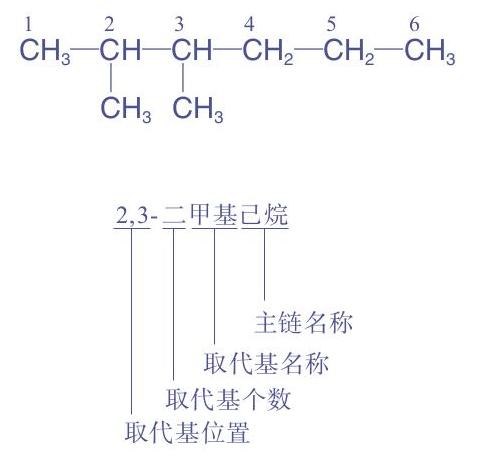 1 2 3 4 5 6
CH₃—CH—CH—CH₂—CH₂—CH₃
CH₃ CH₃
2,3-二甲基己烷
主链名称
取代基名称
取代基个数
取代基位置